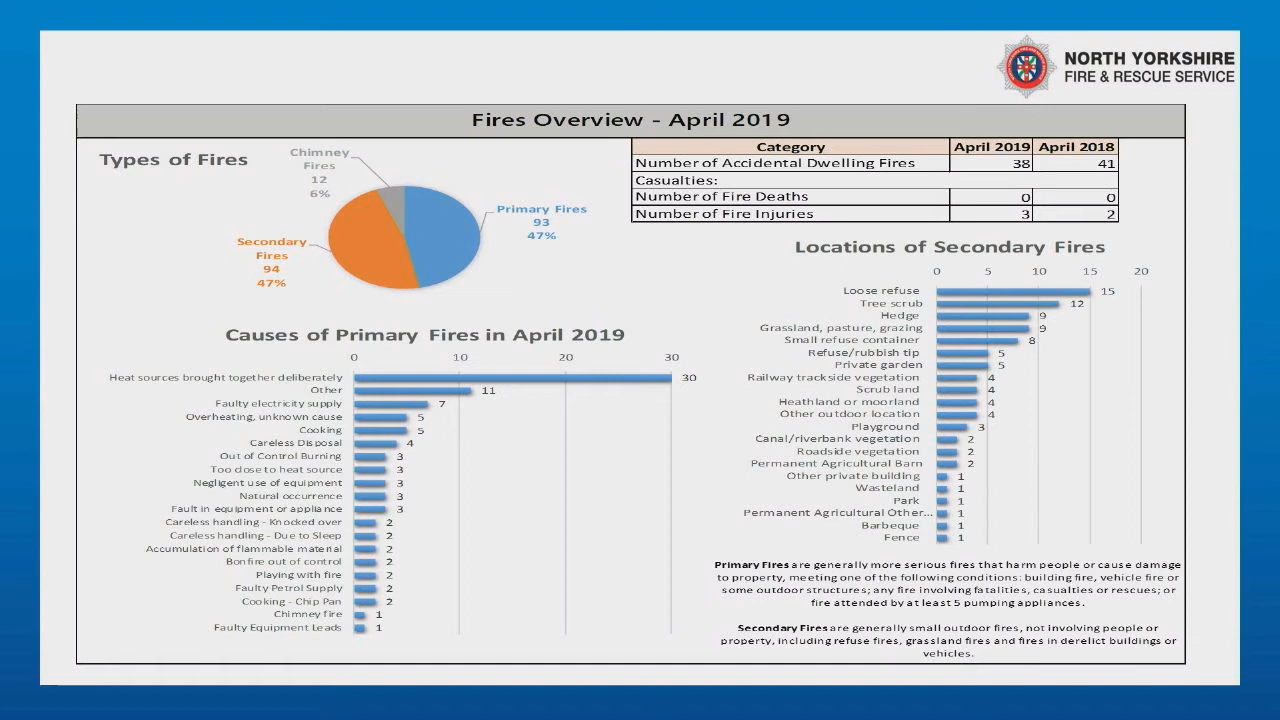 NORTH YORKSHIRE
FIRE & RESCUE SERVICE
Fires Overview - April 2019
Types of Fires
Chimney
Fires
12
6%
Primary Fires
93
47%
Secondary
Fires
94
47%
Category April 2019 April 2018
Number of Accidental Dwelling Fires 38 41
Casualties:
Number of Fire Deaths 0 0
Number of Fire Injuries 3 2
Causes of Primary Fires in April 2019
0 10 20 30
Heat sources brought together deliberately 30
Other 11
Faulty electricity supply 7
Overheating, unknown cause 5
Cooking 5
Careless Disposal 4
Out of Control Burning 3
Too close to heat source 3
Negligent use of equipment 3
Natural occurrence 3
Fault in equipment or appliance 3
Careless handling - Knocked over 2
Careless handling - Due to Sleep 2
Accumulation of flammable material 2
Bonfire out of control 2
Playing with fire 2
Faulty Petrol Supply 2
Cooking - Chip Pan 2
Chimney fire 1
Faulty Equipment Leads 1
Locations of Secondary Fires
0 5 10 15 20
Loose refuse 15
Tree scrub 12
Hedge 9
Grassland, pasture, grazing 9
Small refuse container 8
Refuse/rubbish tip 5
Private garden 5
Railway trackside vegetation 4
Scrub land 4
Heathland or moorland 4
Other outdoor location 4
Playground 3
Canal/riverbank vegetation 2
Roadside vegetation 2
Permanent Agricultural Barn 2
Other private building 1
Wasteland 1
Park 1
Permanent Agricultural Other... 1
Barbeque 1
Fence 1
Primary Fires are generally more serious fires that harm people or cause damage
to property, meeting one of the following conditions: building fire, vehicle fire or
some outdoor structures; any fire involving fatalities, casualties or rescues; or
fire attended by at least 5 pumping appliances.
Secondary Fires are generally small outdoor fires, not involving people or
property, including refuse fires, grassland fires and fires in derelict buildings or
vehicles.